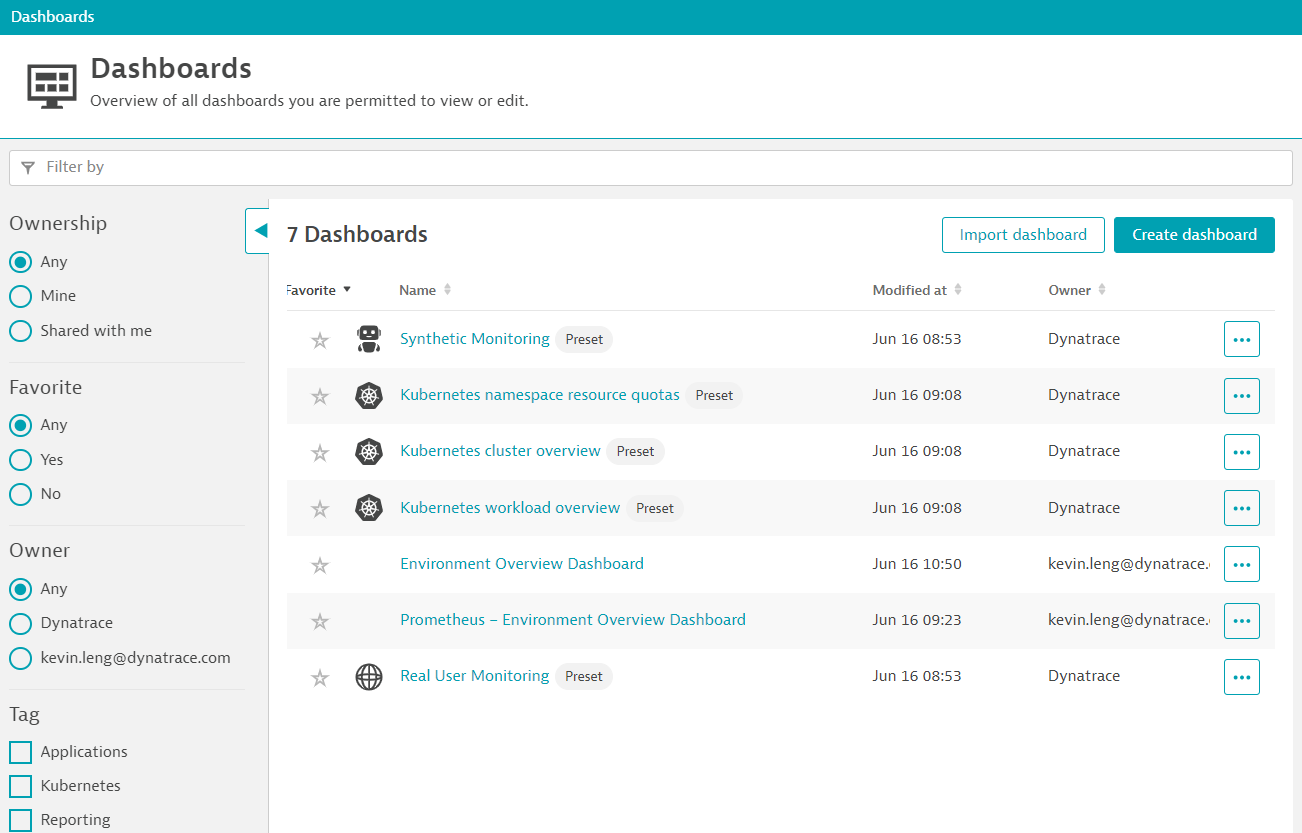 Dashboards
Dashboards
Overview of all dashboards you are permitted to view or edit.
Filter by
Ownership
Any
Mine
Shared with me
Favorite
Any
Yes
No
Owner
Any
Dynatrace
kevin.leng@dynatrace.com
Tag
Applications
Kubernetes
Reporting
7 Dashboards
Import dashboard
Create dashboard
Favorite Name Modified at Owner
Synthetic Monitoring Preset Jun 16 08:53 Dynatrace
Kubernetes namespace resource quotas Preset Jun 16 09:08 Dynatrace
Kubernetes cluster overview Preset Jun 16 09:08 Dynatrace
Kubernetes workload overview Preset Jun 16 09:08 Dynatrace
Environment Overview Dashboard Jun 16 10:50 kevin.leng@dynatrace.
Prometheus – Environment Overview Dashboard Jun 16 09:23 kevin.leng@dynatrace.
Real User Monitoring Preset Jun 16 08:53 Dynatrace